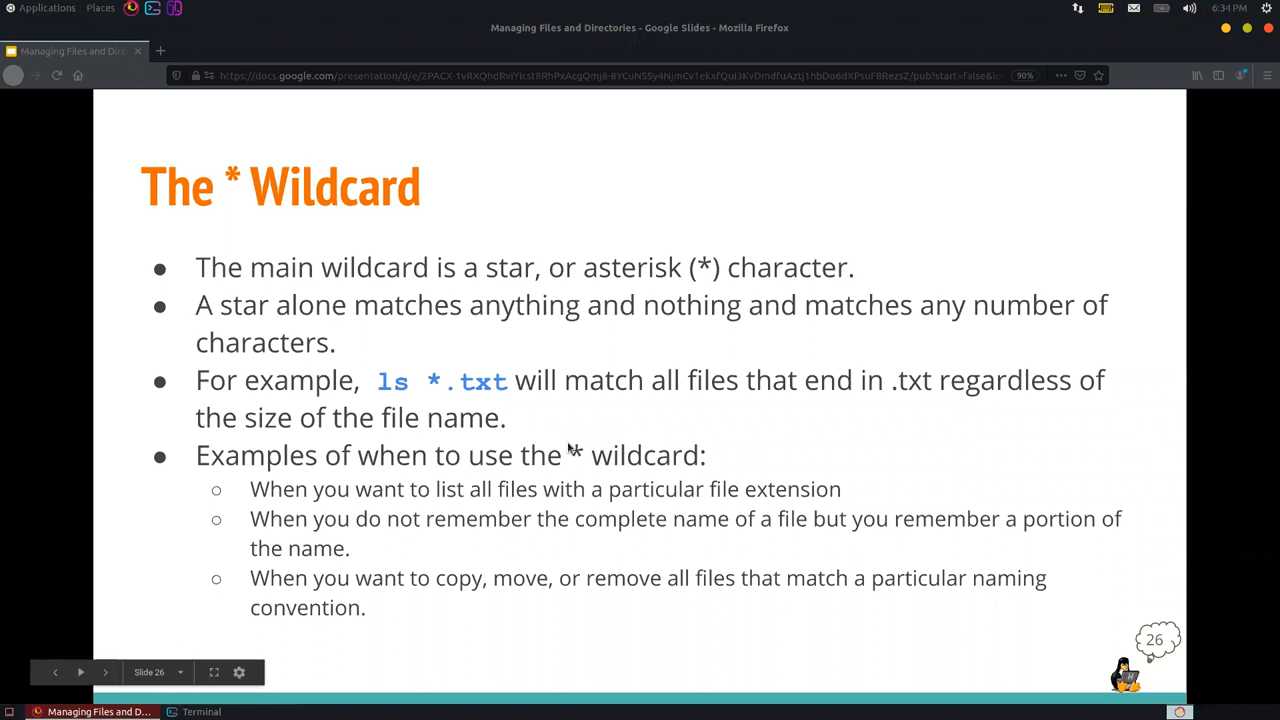 Applications Places 6:34 PM
Managing Files and Directories - Google Slides - Mozilla Firefox
Managing Files and Dire
90%
The * Wildcard
● The main wildcard is a star, or asterisk (*) character.
● A star alone matches anything and nothing and matches any number of
characters.
● For example, ls *.txt will match all files that end in .txt regardless of
the size of the file name.
● Examples of when to use the * wildcard:
○ When you want to list all files with a particular file extension
○ When you do not remember the complete name of a file but you remember a portion of
the name.
○ When you want to copy, move, or remove all files that match a particular naming
convention.
26
Slide 26
Managing Files and D... Terminal